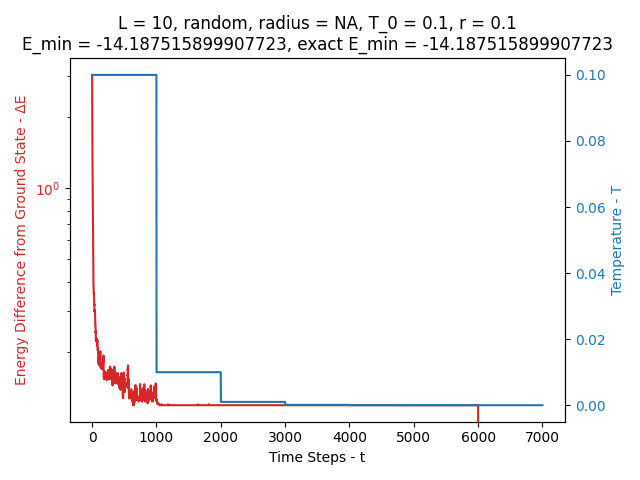 L = 10, random, radius = NA, T_0 = 0.1, r = 0.1
E_min = -14.187515899907723, exact E_min = -14.187515899907723
Energy Difference from Ground State - ΔE
10⁰
0.10
0.08
0.06
0.04
0.02
0.00
Temperature - T
0 1000 2000 3000 4000 5000 6000 7000
Time Steps - t